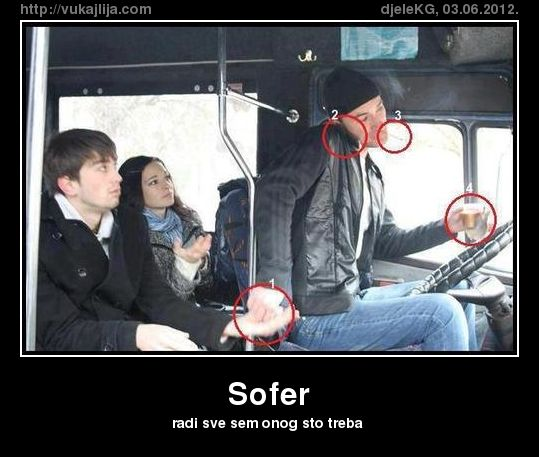 http://vukajlija.com djeleKG, 03.06.2012.
2 3
4
1
Sofer
radi sve sem onog sto treba